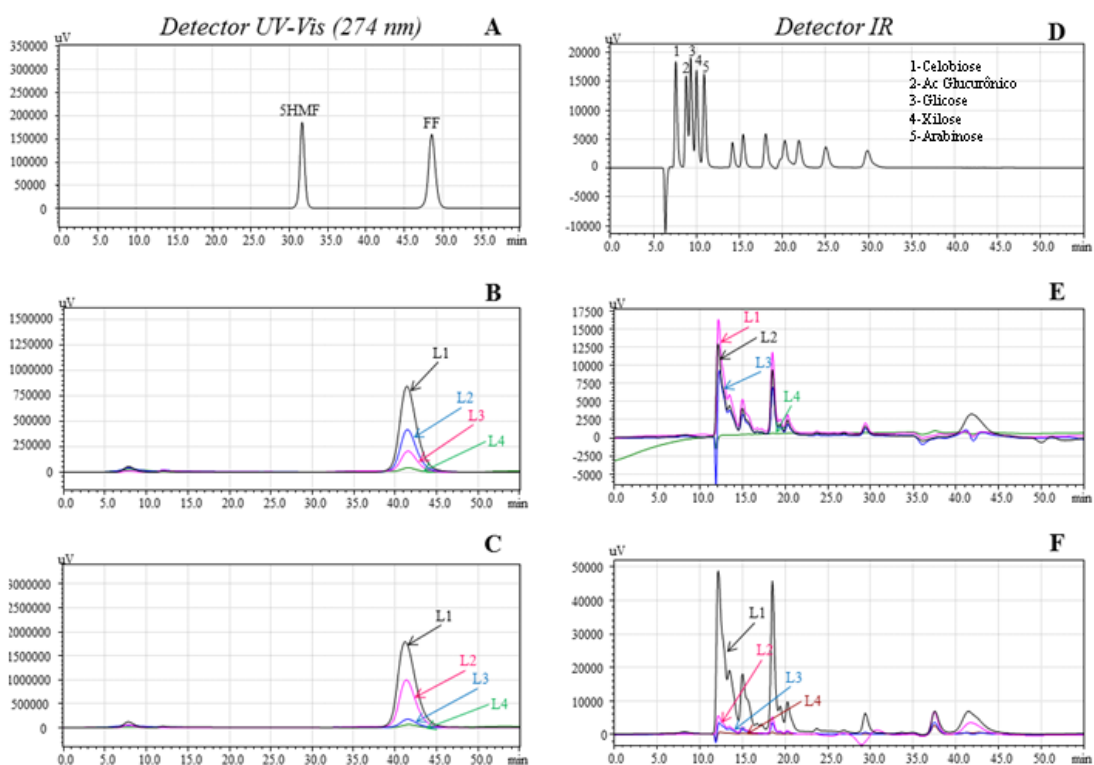 Detector UV-Vis (274 nm)
A
uV
350000
300000
250000
200000
150000
100000
50000
0
5HMF
FF
0.0 5.0 10.0 15.0 20.0 25.0 30.0 35.0 40.0 45.0 50.0 55.0 min
Detector IR
D
uV
20000
15000
10000
5000
0
-5000
-10000
1 2 3 4 5
1-Celobiose
2-Ac Glucurônico
3-Glicose
4-Xilose
5-Arabinose
0.0 5.0 10.0 15.0 20.0 25.0 30.0 35.0 40.0 45.0 50.0 min
B
uV
1500000
1250000
1000000
750000
500000
250000
0
L1
L2
L3
L4
0.0 5.0 10.0 15.0 20.0 25.0 30.0 35.0 40.0 45.0 50.0 min
E
uV
17500
15000
12500
10000
7500
5000
2500
0
-2500
-5000
L1
L2
L3
L4
0.0 5.0 10.0 15.0 20.0 25.0 30.0 35.0 40.0 45.0 50.0 min
C
uV
3000000
2500000
2000000
1500000
1000000
500000
0
L1
L2
L3
L4
0.0 5.0 10.0 15.0 20.0 25.0 30.0 35.0 40.0 45.0 50.0 min
F
uV
50000
40000
30000
20000
10000
0
L1
L2
L3
L4
0.0 5.0 10.0 15.0 20.0 25.0 30.0 35.0 40.0 45.0 50.0 min